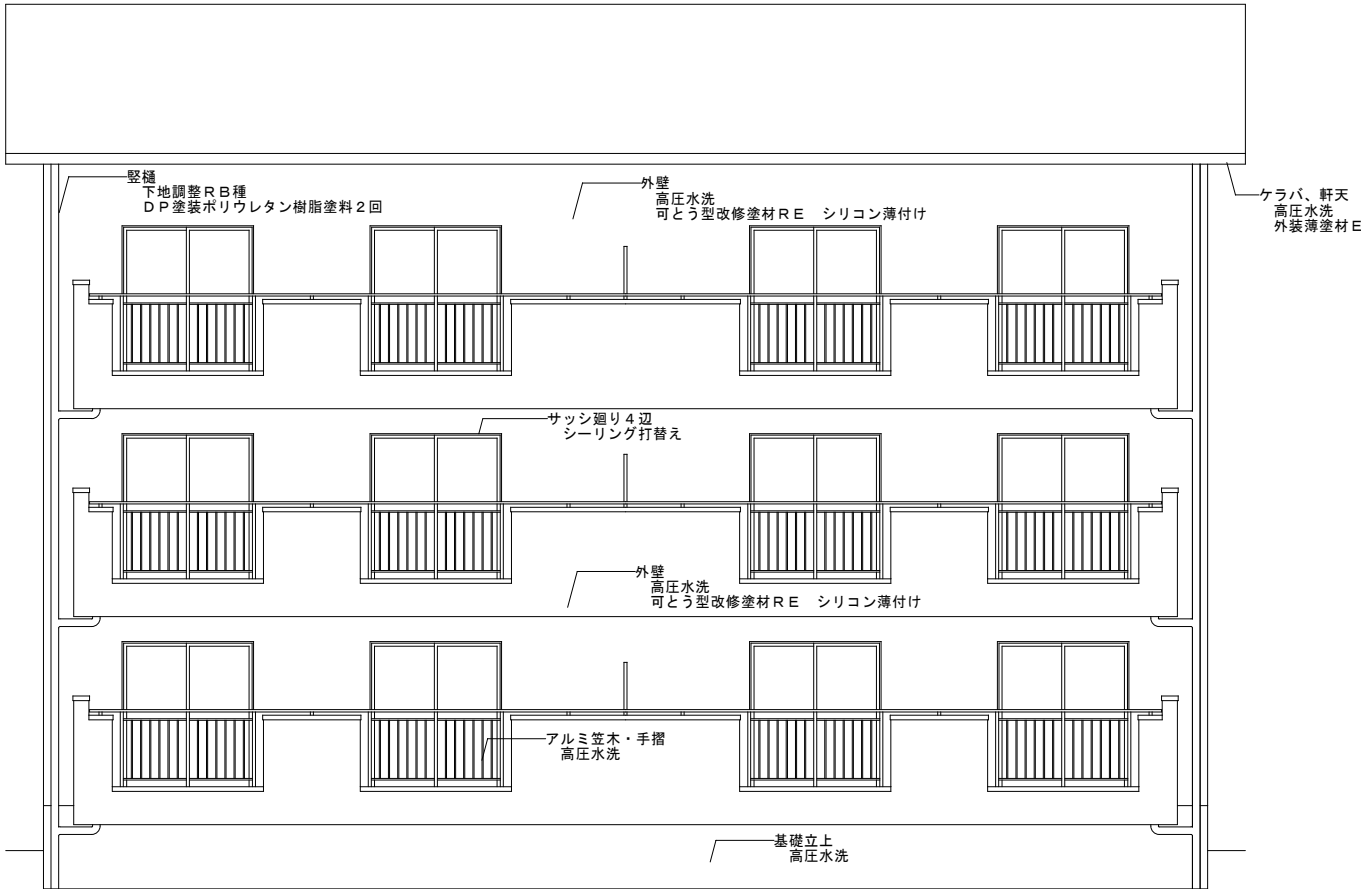 竪樋
下地調整ＲＢ種
ＤＰ塗装ポリウレタン樹脂塗料２回
外壁
高圧水洗
可とう型改修塗材ＲＥ　シリコン薄付け
ケラバ、軒天
高圧水洗
外装薄塗材Ｅ
サッシ廻り４辺
シーリング打替え
外壁
高圧水洗
可とう型改修塗材ＲＥ　シリコン薄付け
アルミ笠木・手摺
高圧水洗
基礎立上
高圧水洗